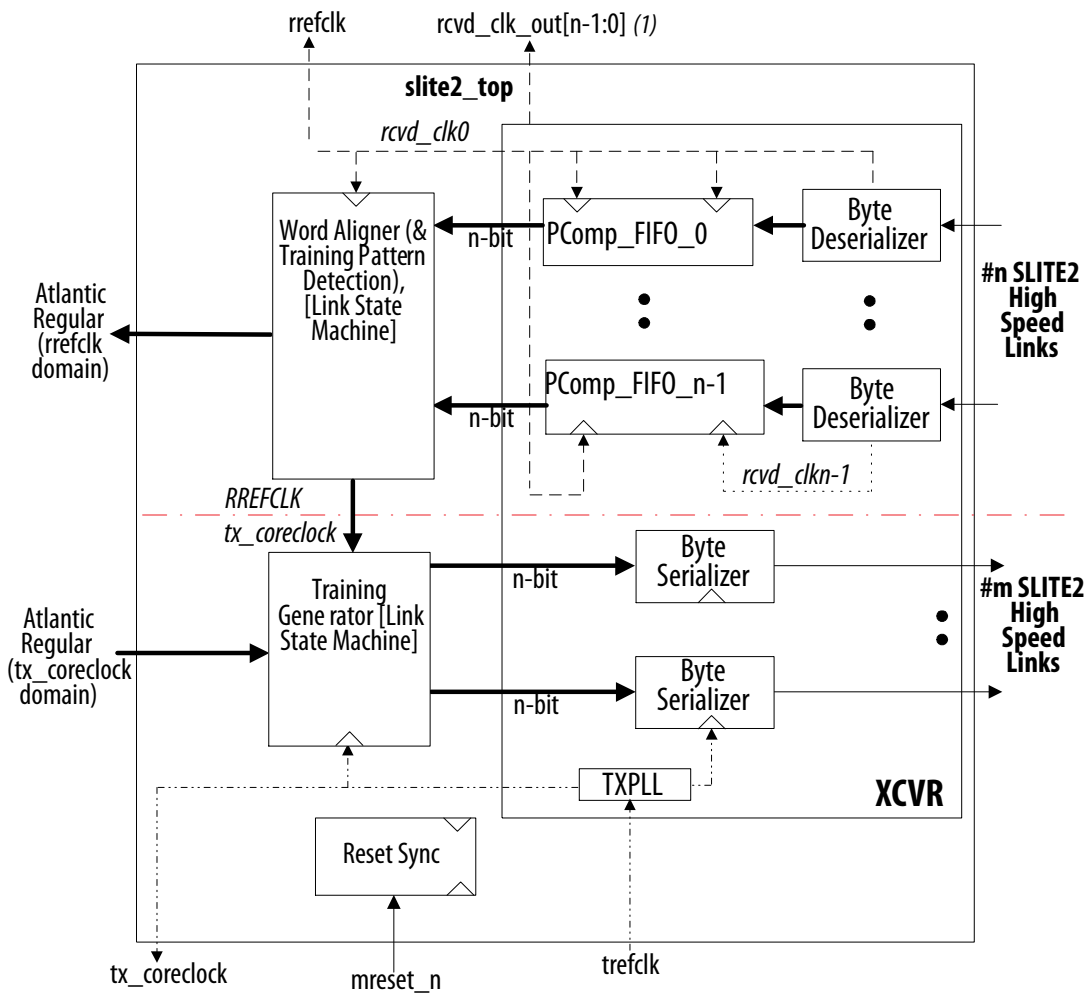 rrefclk
rcvd_clk_out[n-1:0] (1)
slite2_top
rcvd_clk0
Word Aligner (&
Training Pattern
Detection),
[Link State
Machine]
n-bit
PComp_FIFO_0
Byte
Deserializer
#n SLITE2
High
Speed
Links
Atlantic
Regular
(rrefclk
domain)
n-bit
PComp_FIFO_n-1
Byte
Deserializer
rcvd_clkn-1
RREFCLK
tx_coreclock
Training
Gene rator [Link
State Machine]
n-bit
Byte
Serializer
#m SLITE2
High
Speed
Links
Atlantic
Regular
(tx_coreclock
domain)
n-bit
Byte
Serializer
TXPLL
XCVR
Reset Sync
tx_coreclock
mreset_n
trefclk